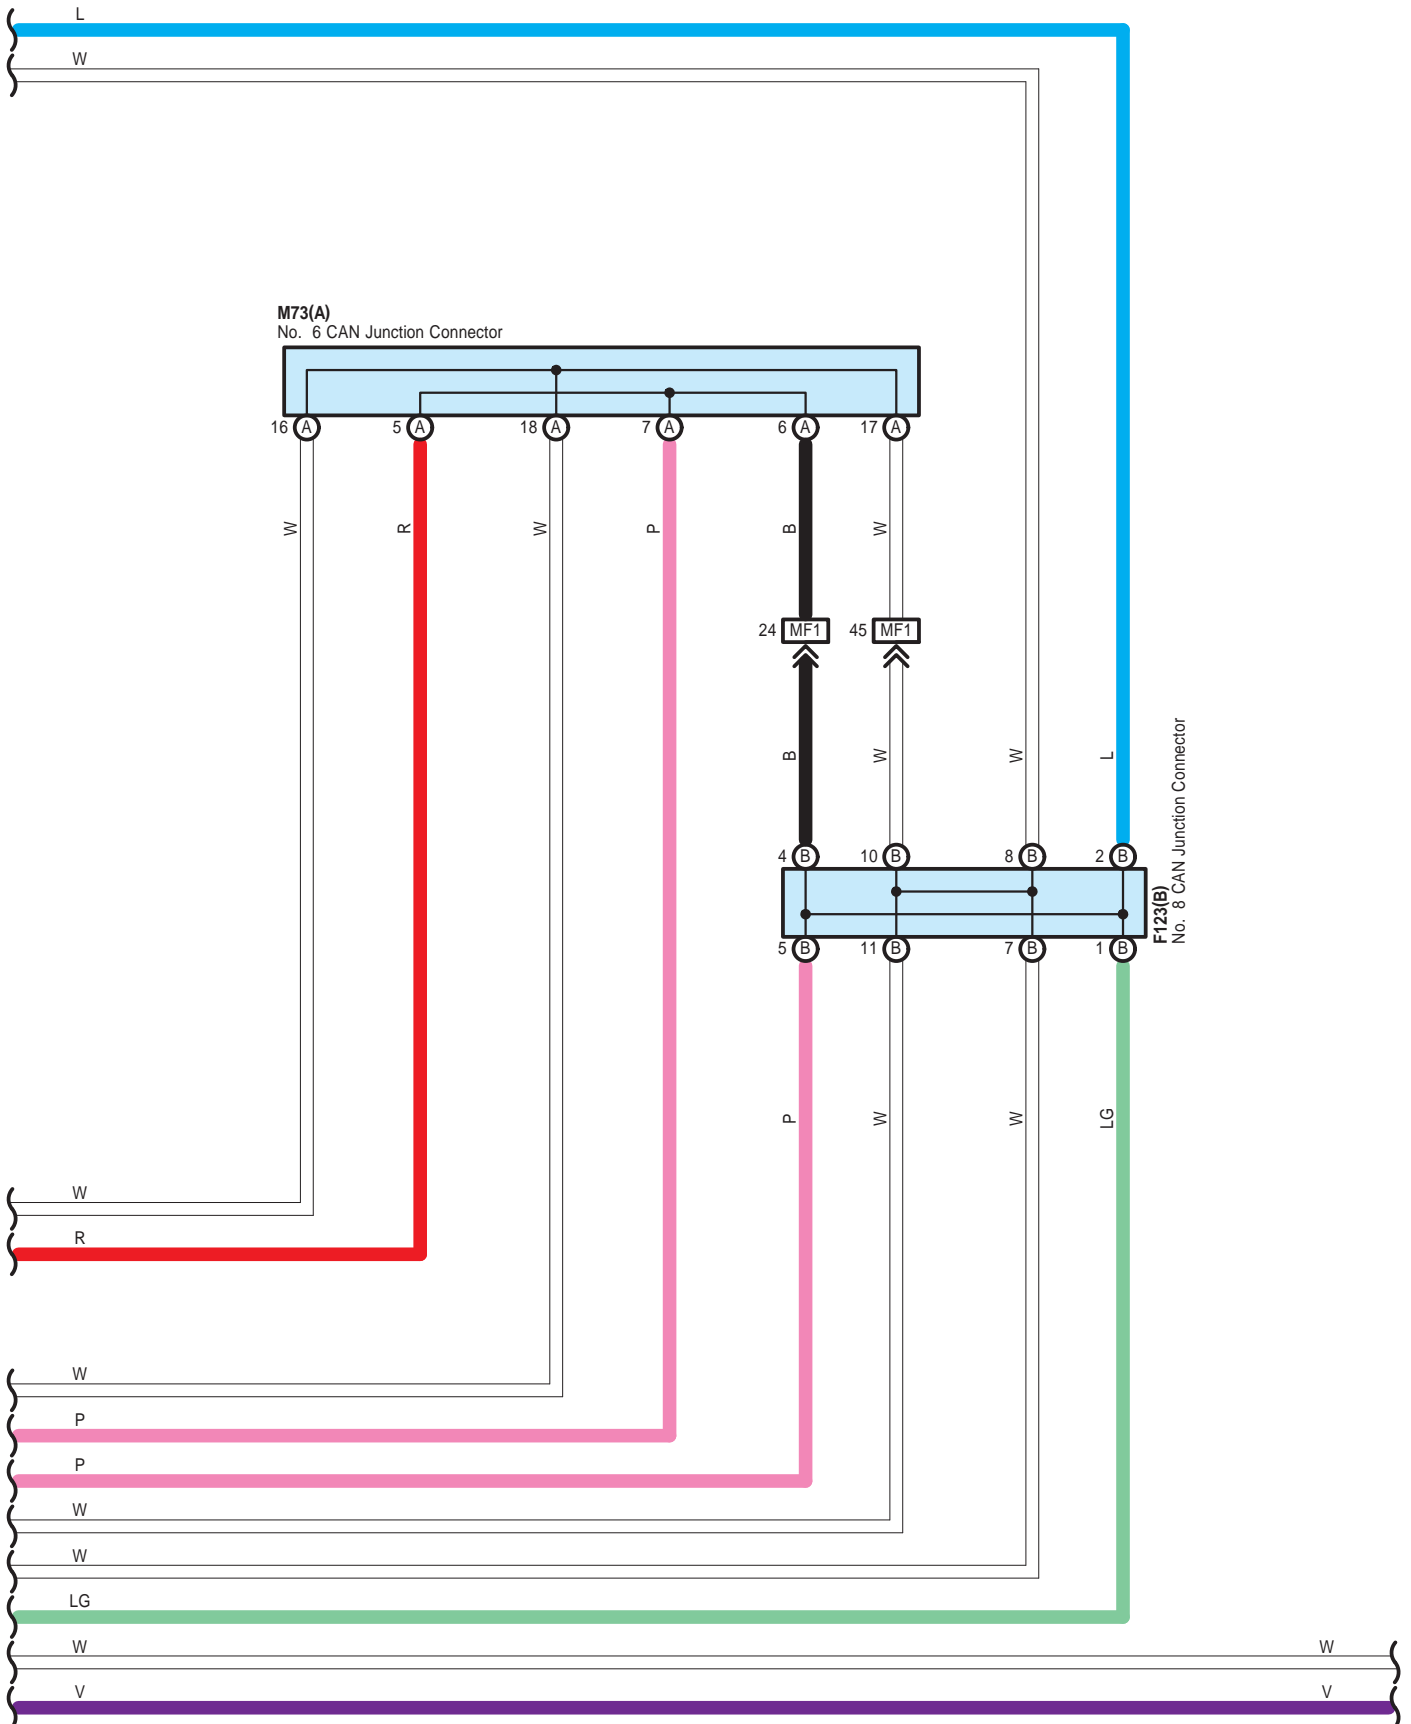 L
W
M73(A)
No. 6 CAN Junction Connector
16 A 5 A 18 A 7 A 6 A 17 A
W R W P B W
24 MF1 45 MF1
B W W L
4 B 10 B 8 B 2 B
F123(B)
No. 8 CAN Junction Connector
5 B 11 B 7 B 1 B
P W W LG
W
R
W
P
P
W
W
LG
W W
V V